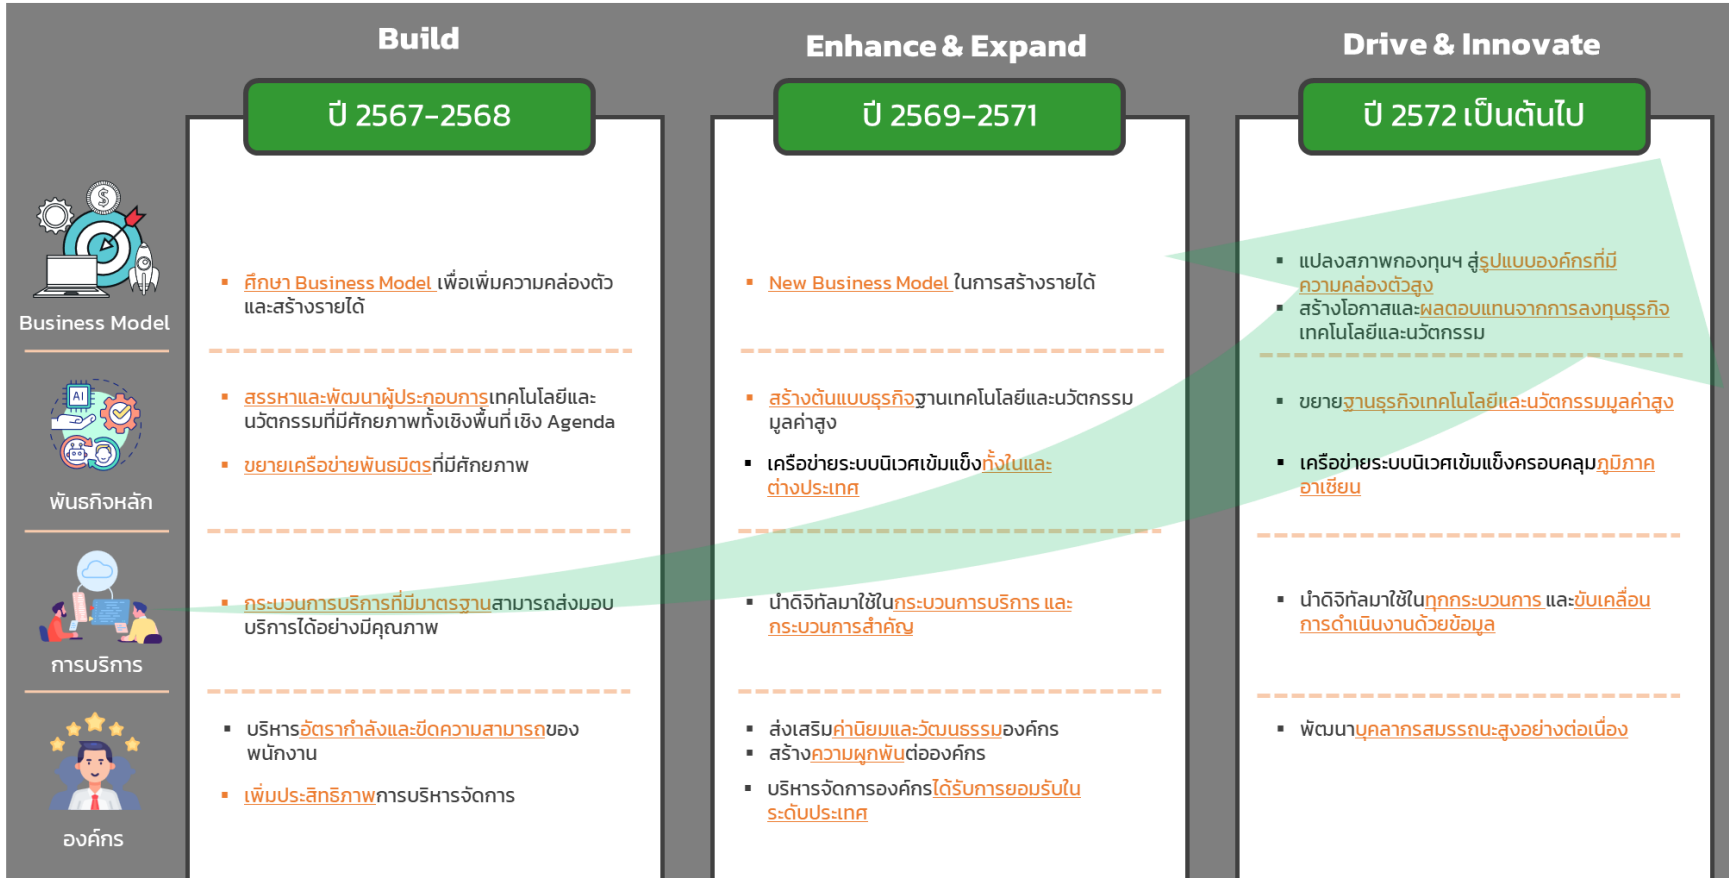 Build
Enhance & Expand
Drive & Innovate
ปี 2567-2568
ปี 2569-2571
ปี 2572 เป็นต้นไป
Business Model
▪ ศึกษา Business Model เพื่อเพิ่มความคล่องตัว
และสร้างรายได้
▪ New Business Model ในการสร้างรายได้
▪ แปลงสภาพกองทุนฯ สู่รูปแบบองค์กรที่มี
ความคล่องตัวสูง
▪ สร้างโอกาสและผลตอบแทนจากการลงทุนธุรกิจ
เทคโนโลยีและนวัตกรรม
AI
พันธกิจหลัก
▪ สรรหาและพัฒนาผู้ประกอบการเทคโนโลยีและ
นวัตกรรมที่มีศักยภาพทั้งเชิงพื้นที่ เชิง Agenda
▪ ขยายเครือข่ายพันธมิตรที่มีศักยภาพ
▪ สร้างต้นแบบธุรกิจฐานเทคโนโลยีและนวัตกรรม
มูลค่าสูง
▪ เครือข่ายระบบนิเวศเข้มแข็งทั้งในและ
ต่างประเทศ
▪ ขยายฐานธุรกิจเทคโนโลยีและนวัตกรรมมูลค่าสูง
▪ เครือข่ายระบบนิเวศเข้มแข็งครอบคลุมภูมิภาค
อาเซียน
การบริการ
▪ กระบวนการบริการที่มีมาตรฐานสามารถส่งมอบ
บริการได้อย่างมีคุณภาพ
▪ นำดิจิทัลมาใช้ในกระบวนการบริการ และ
กระบวนการสำคัญ
▪ นำดิจิทัลมาใช้ในทุกกระบวนการ และขับเคลื่อน
การดำเนินงานด้วยข้อมูล
องค์กร
▪ บริหารอัตรากำลังและขีดความสามารถของ
พนักงาน
▪ เพิ่มประสิทธิภาพการบริหารจัดการ
▪ ส่งเสริมค่านิยมและวัฒนธรรมองค์กร
▪ สร้างความผูกพันต่อองค์กร
▪ บริหารจัดการองค์กรได้รับการยอมรับใน
ระดับประเทศ
▪ พัฒนาบุคลากรสมรรถนะสูงอย่างต่อเนื่อง